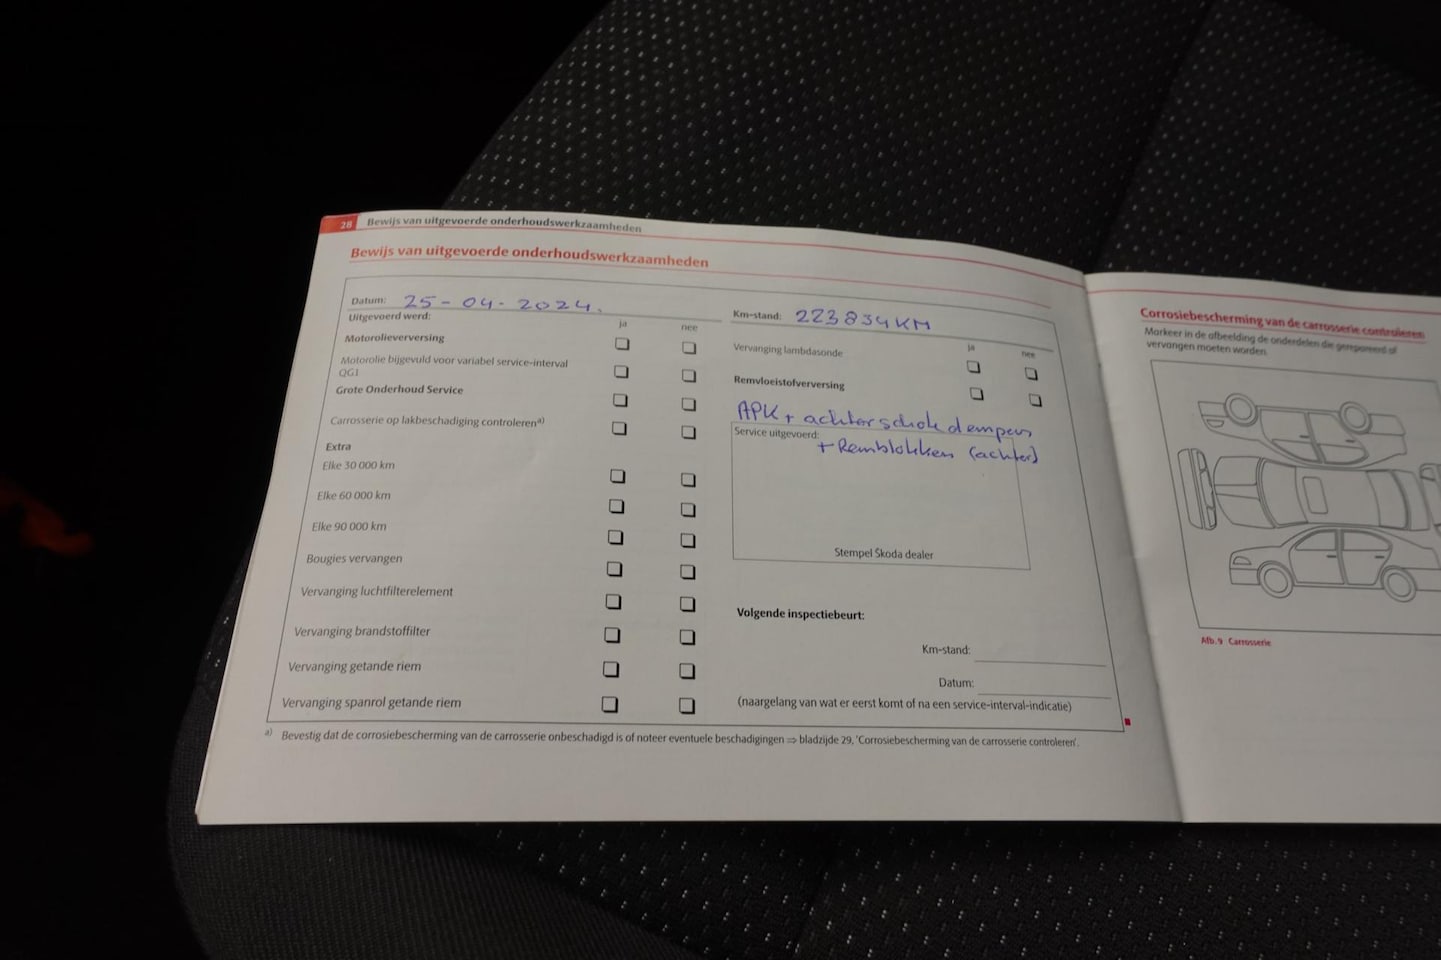 28 Bewijs van uitgevoerde onderhoudswerkzaamheden
Bewijs van uitgevoerde onderhoudswerkzaamheden
Datum: 25-04-2024.
Uitgevoerd werd:
ja nee
Motorolieverversing
Motorolie bijgevuld voor variabel service-interval
QG1
Grote Onderhoud Service
Carrosserie op lakbeschadiging controleren a)
Extra
Elke 30 000 km
Elke 60 000 km
Elke 90 000 km
Bougies vervangen
Vervanging luchtfilterelement
Vervanging brandstoffilter
Vervanging getande riem
Vervanging spanrol getande riem
Km-stand: 223834KM
ja nee
Vervanging lambdasonde
Remvloeistofverversing
APK + achterschokdempers
Service uitgevoerd:
+ Remblokken (achter)
Stempel Škoda dealer
Volgende inspectiebeurt:
Km-stand:
Datum:
(naargelang van wat er eerst komt of na een service-interval-indicatie)
a) Bevestig dat de corrosiebescherming van de carrosserie onbeschadigd is of noteer eventuele beschadigingen ⇒ bladzijde 29, 'Corrosiebescherming van de carrosserie controleren'.
Corrosiebescherming van de carrosserie controleren
Markeer in de afbeelding de onderdelen die gerepareerd of
vervangen moeten worden.
Afb. 9 Carrosserie